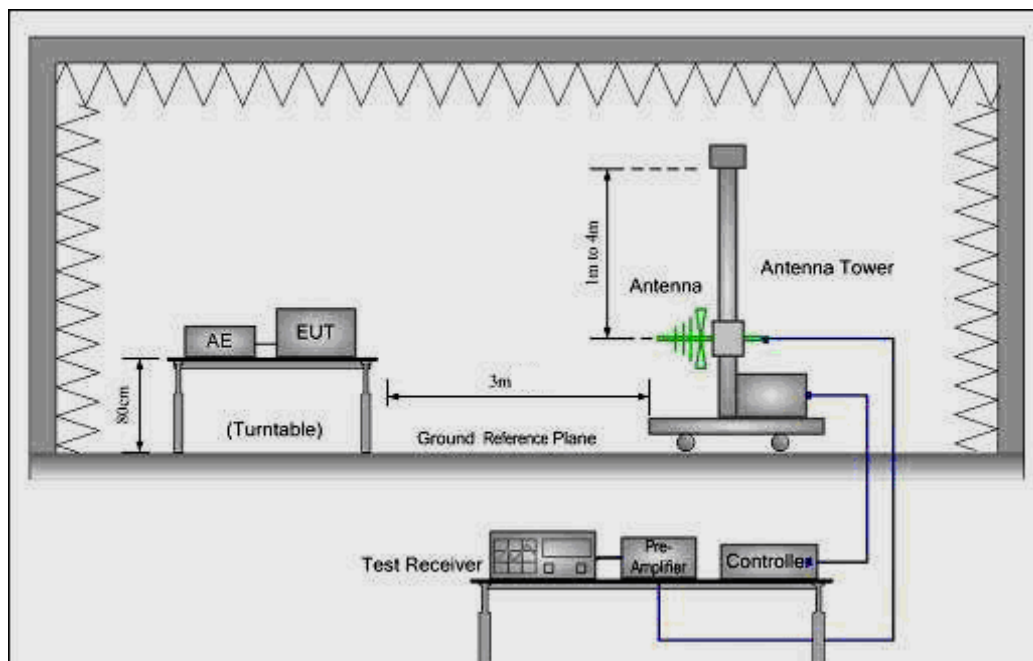 1m to 4m
Antenna
Antenna Tower
AE
EUT
3m
80cm
(Turntable)
Ground Reference Plane
Test Receiver
Pre-
Amplifier
Controller